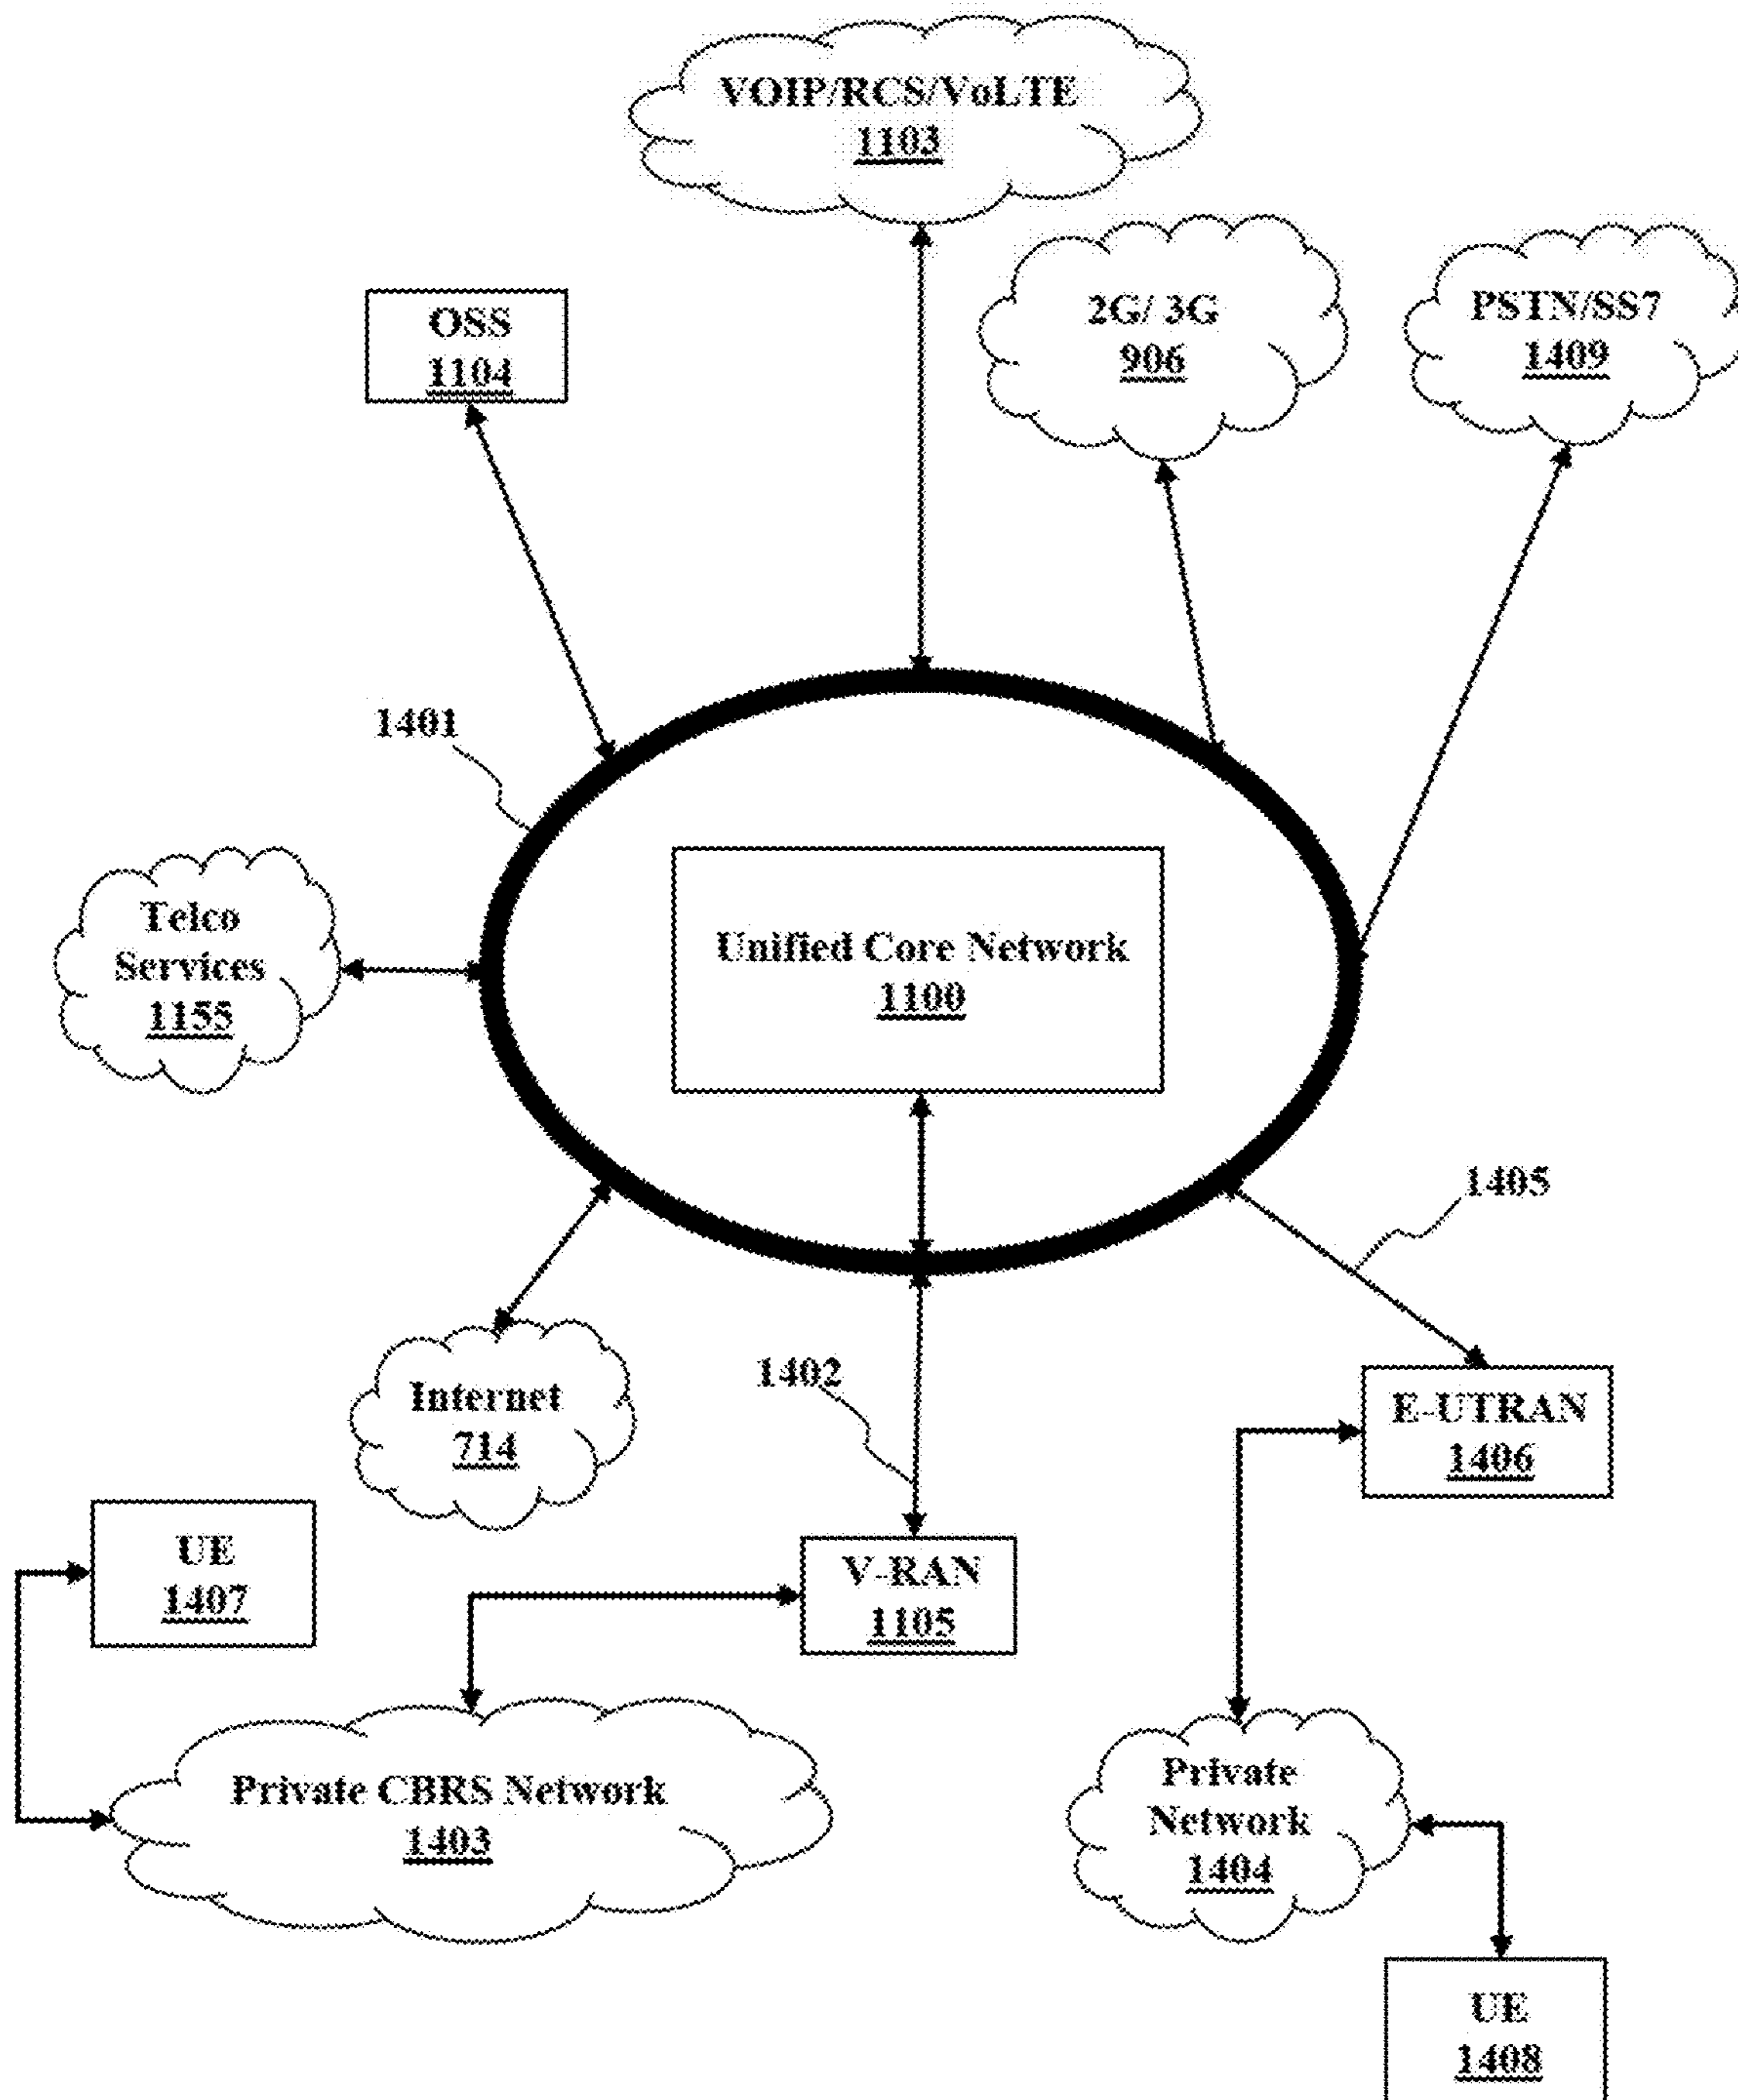 VOIP/RCS/VoLTE
1103
OSS
1104
2G/ 3G
906
PSTN/SS7
1409
1401
Telco
Services
1155
Unified Core Network
1100
1405
Internet
714
1402
E-UTRAN
1406
UE
1407
V-RAN
1105
Private CBRS Network
1403
Private
Network
1404
UE
1408